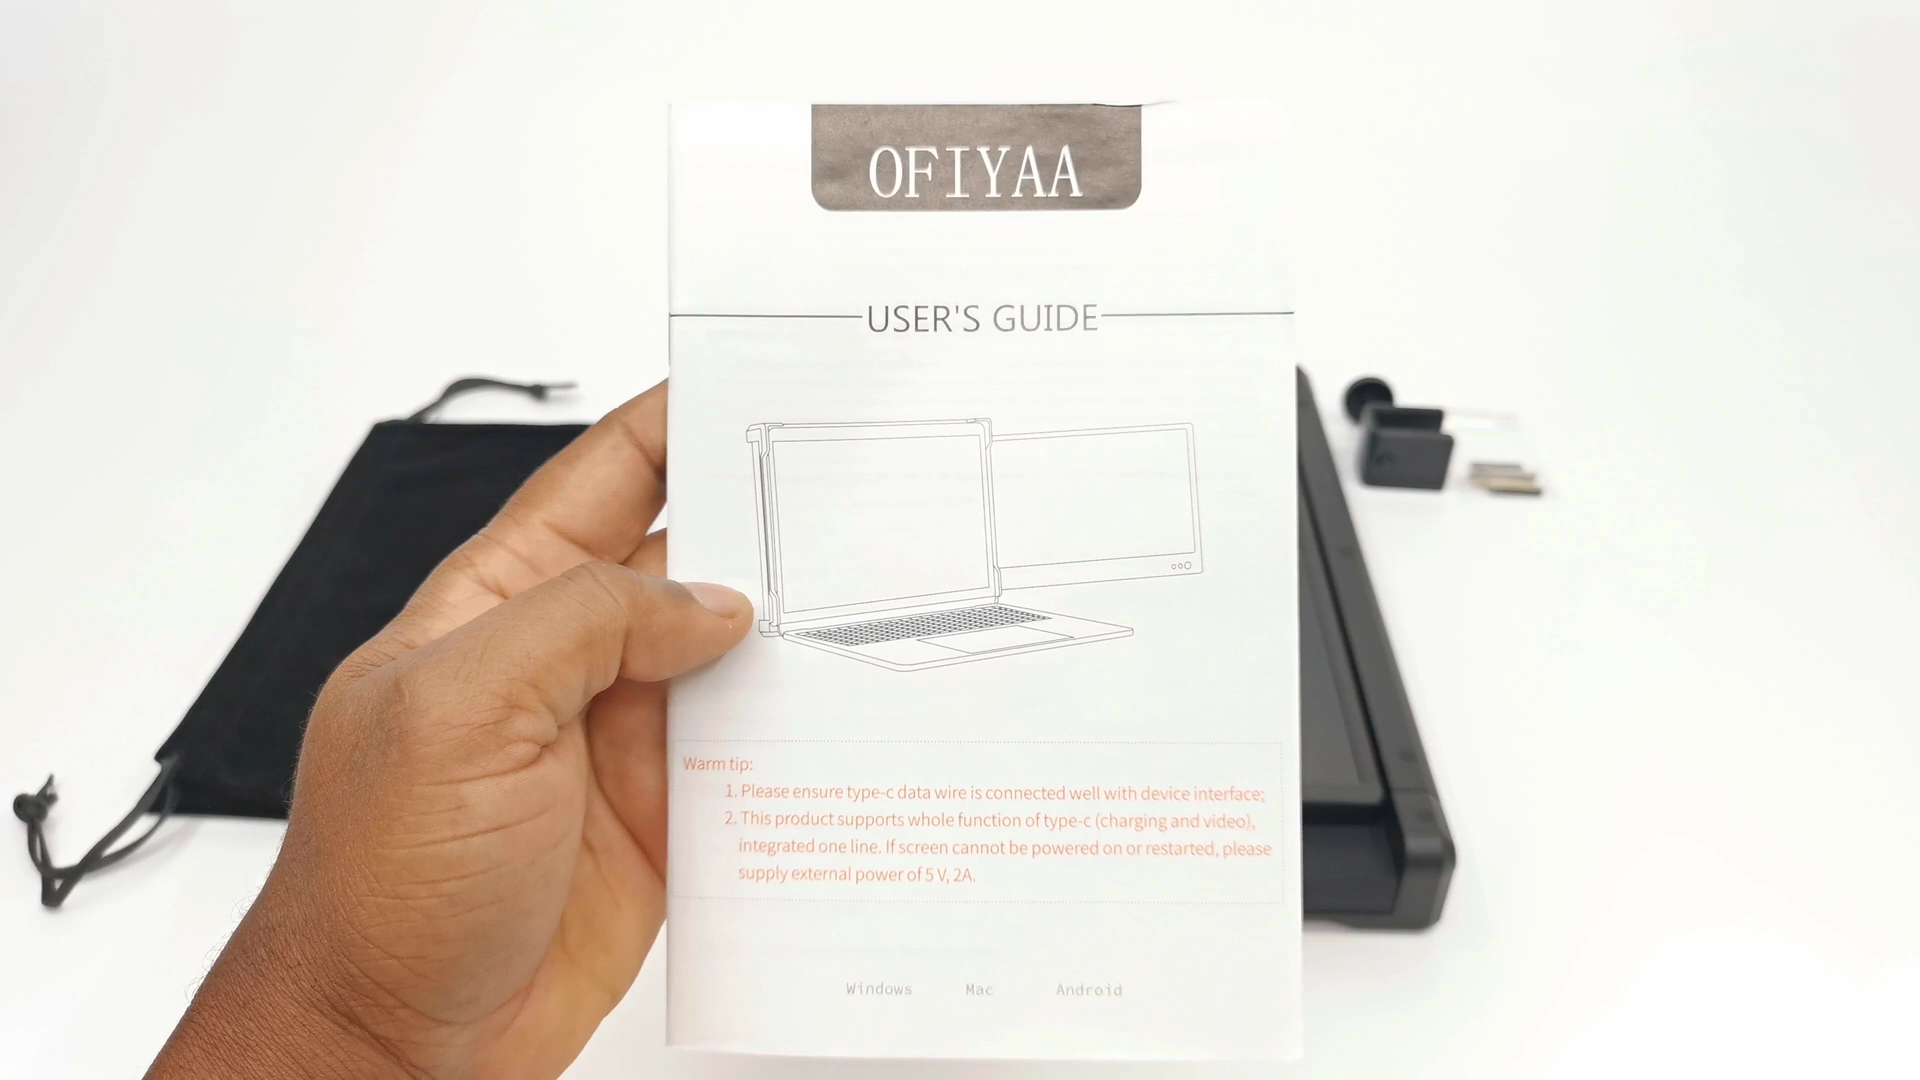 OFIYAA
USER'S GUIDE
Warm tip:
1. Please ensure type-c data wire is connected well with device interface;
2. This product supports whole function of type-c (charging and video),
integrated one line. If screen cannot be powered on or restarted, please
supply external power of 5 V, 2A.
Windows Mac Android